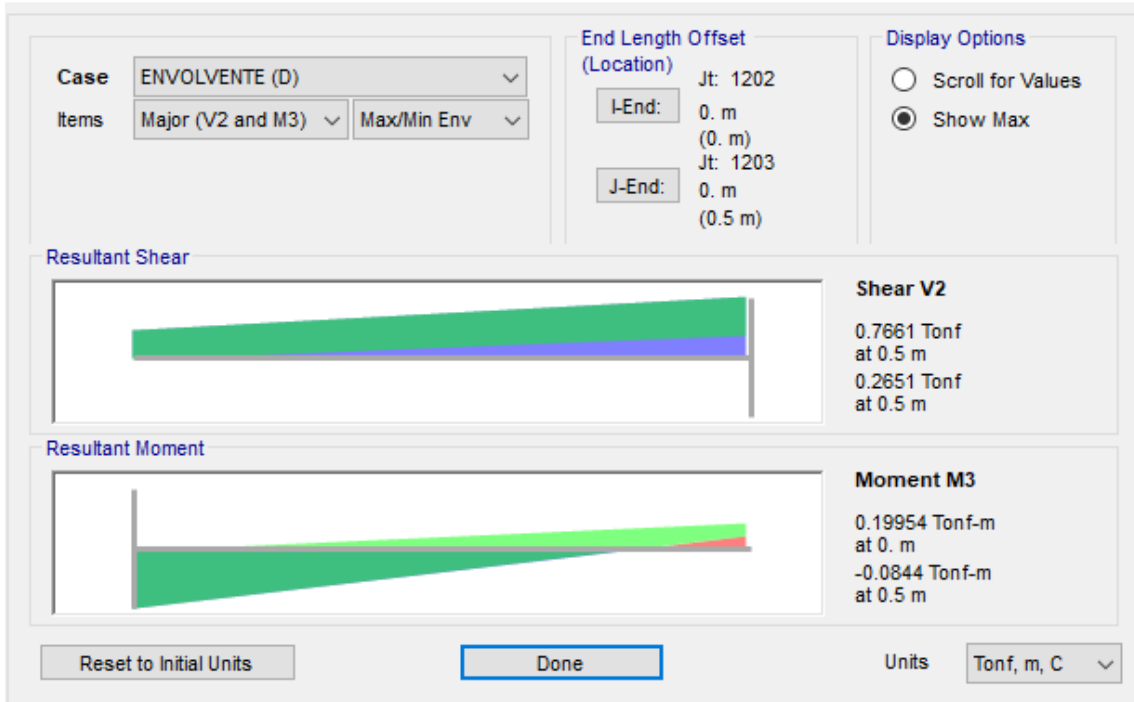 Case
ENVOLVENTE (D)
Items
Major (V2 and M3)
Max/Min Env
End Length Offset
(Location)
Jt: 1202
I-End:
0. m
(0. m)
Jt: 1203
J-End:
0. m
(0.5 m)
Display Options
Scroll for Values
Show Max
Resultant Shear
Shear V2
0.7661 Tonf
at 0.5 m
0.2651 Tonf
at 0.5 m
Resultant Moment
Moment M3
0.19954 Tonf-m
at 0. m
-0.0844 Tonf-m
at 0.5 m
Reset to Initial Units
Done
Units
Tonf, m, C